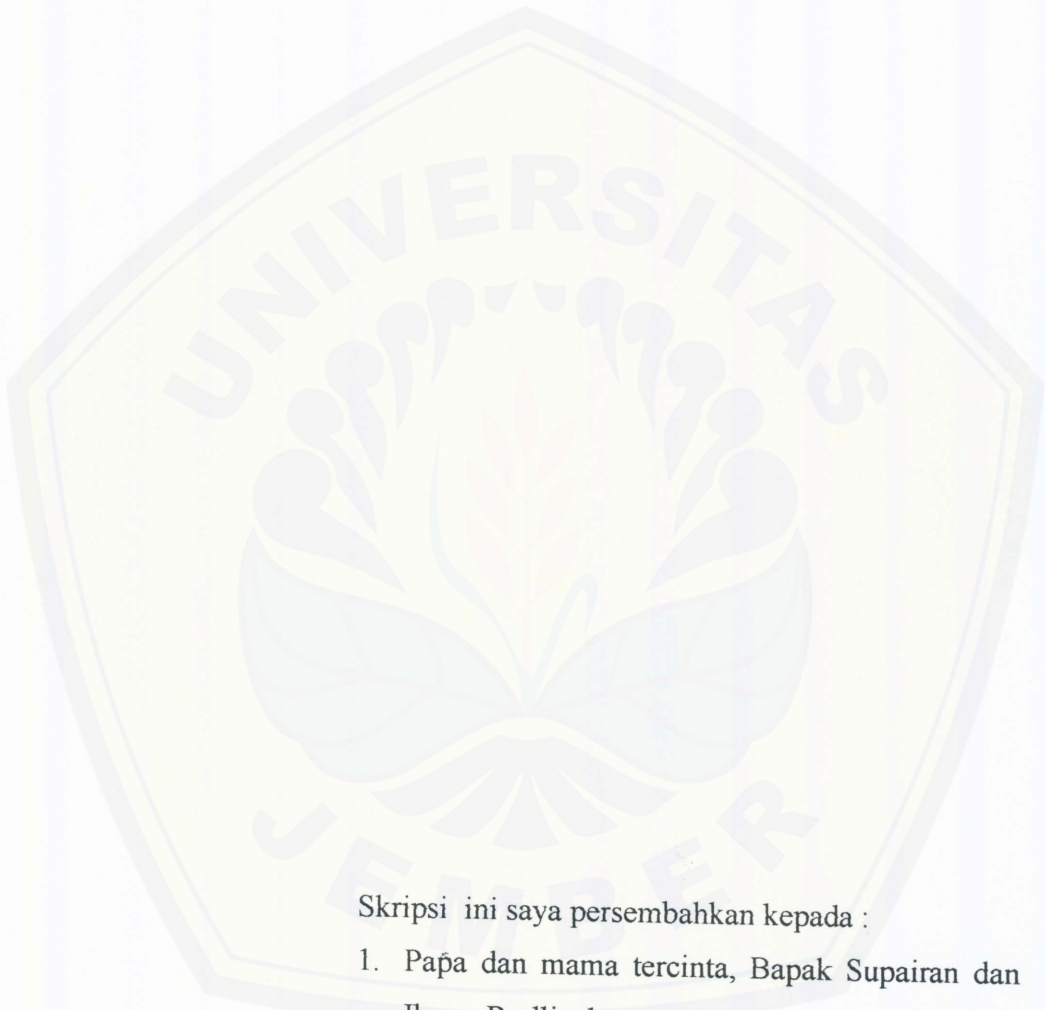 UNIVERSITAS
JEMBER
Skripsi ini saya persembahkan kepada :
1. Papa dan mama tercinta, Bapak Supairan dan